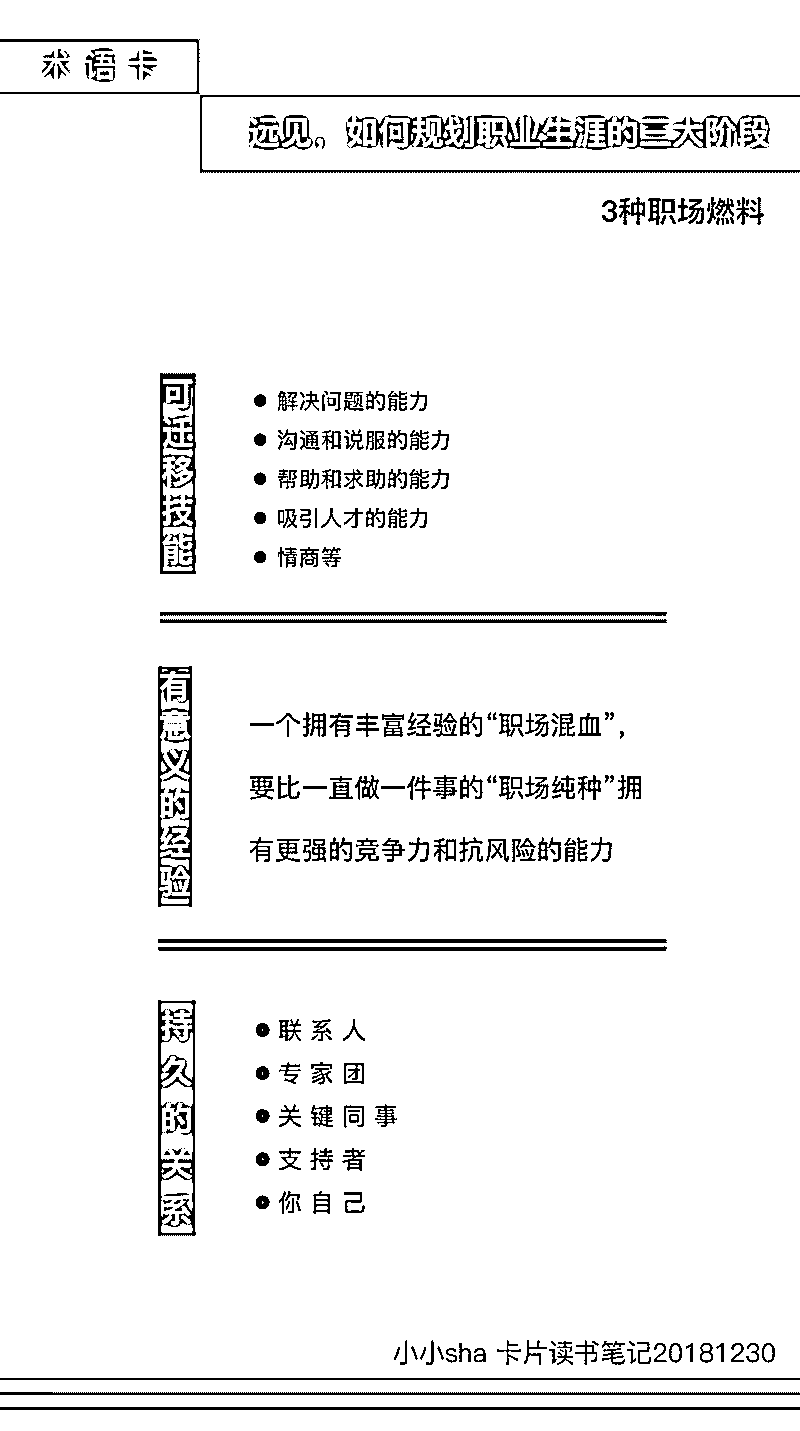 术语卡
远见，如何规划职业生涯的三大阶段
3种职场燃料
可迁移技能
● 解决问题的能力
● 沟通和说服的能力
● 帮助和求助的能力
● 吸引人才的能力
● 情商等
有意义的经验
一个拥有丰富经验的“职场混血”，
要比一直做一件事的“职场纯种”拥
有更强的竞争力和抗风险的能力
持久的关系
● 联系人
● 专家团
● 关键同事
● 支持者
● 你自己
小小sha 卡片读书笔记20181230